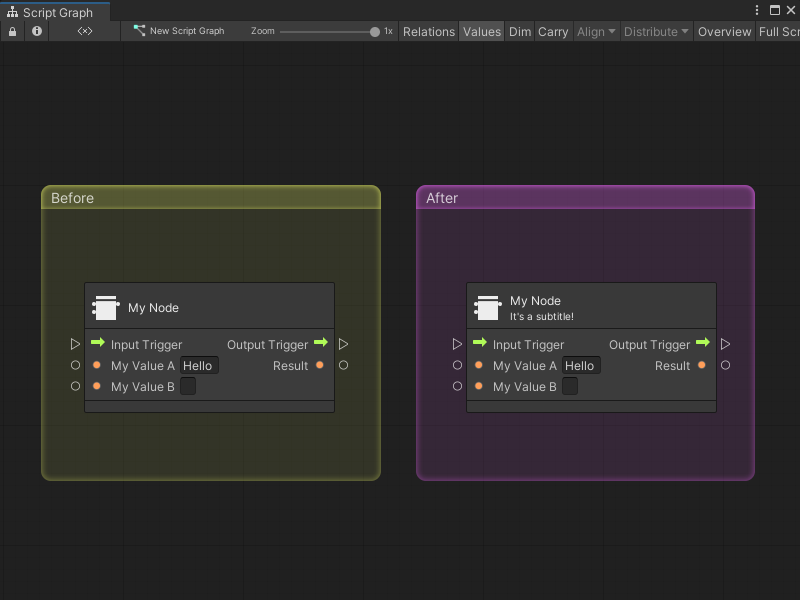 Script Graph
<×> New Script Graph Zoom 1x Relations Values Dim Carry Align Distribute Overview Full Scr
Before
My Node
Input Trigger Output Trigger
My Value A Hello Result
My Value B
After
My Node
It's a subtitle!
Input Trigger Output Trigger
My Value A Hello Result
My Value B